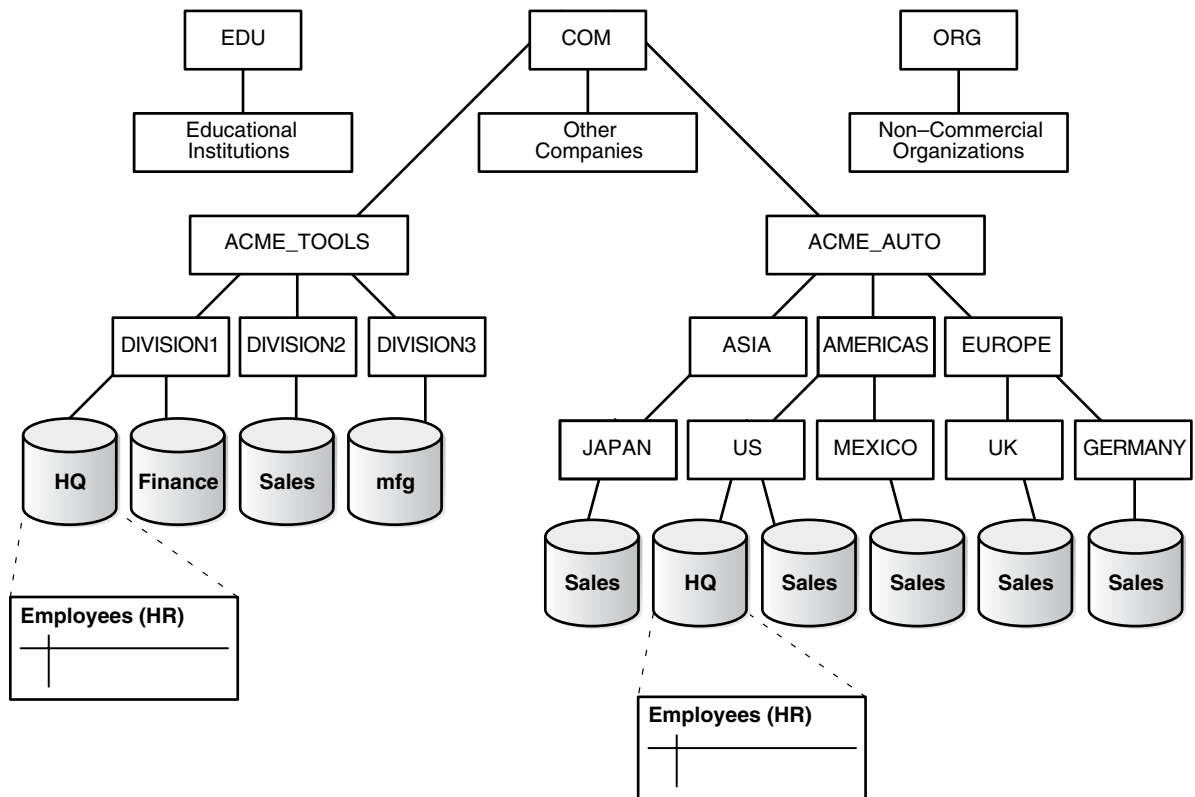 EDU
COM
ORG
Educational
Institutions
Other
Companies
Non–Commercial
Organizations
ACME_TOOLS
ACME_AUTO
DIVISION1
DIVISION2
DIVISION3
ASIA
AMERICAS
EUROPE
HQ
Finance
Sales
mfg
JAPAN
US
MEXICO
UK
GERMANY
Sales
HQ
Sales
Sales
Sales
Sales
Employees (HR)
Employees (HR)